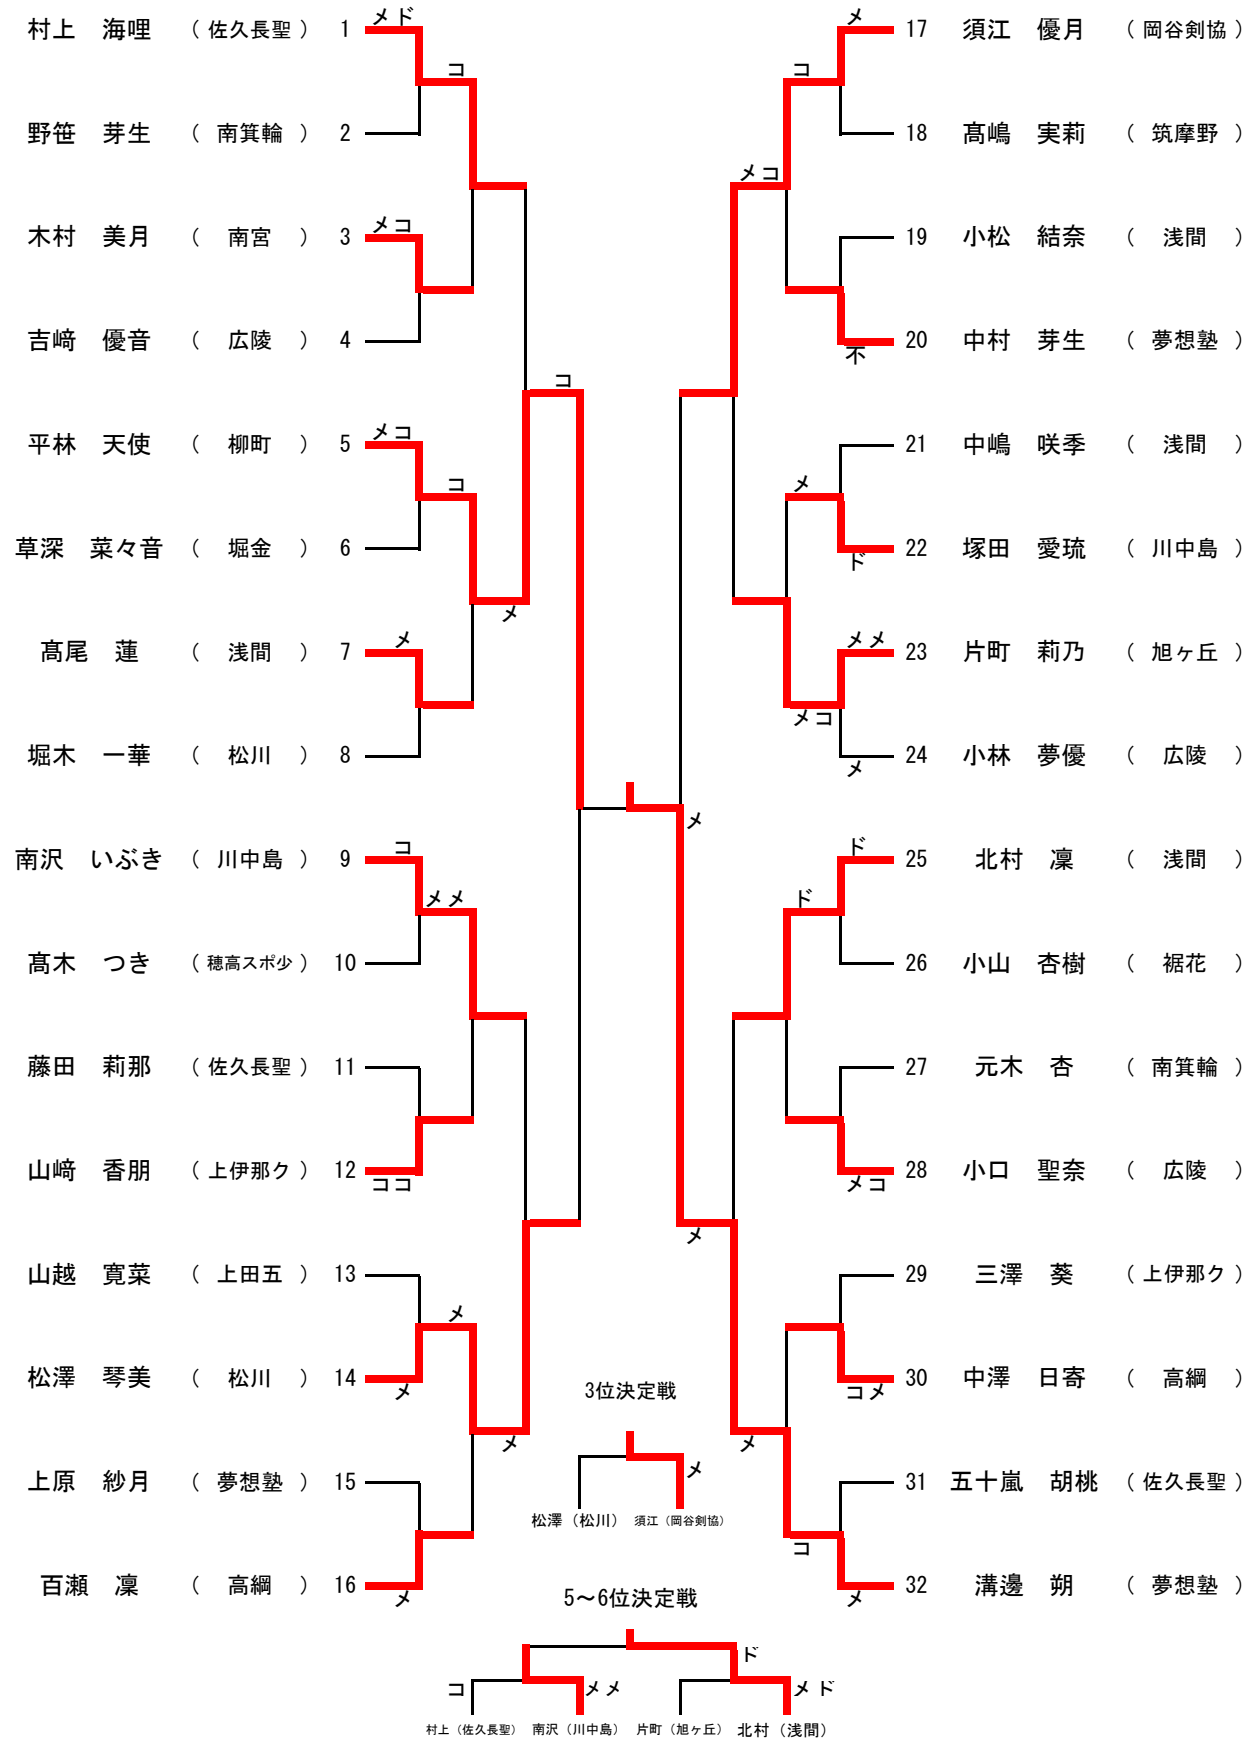 村上　海哩　（ 佐久長聖 ）　1
野笹　芽生　（ 南箕輪 ）　2
木村　美月　（ 南宮 ）　3
吉﨑　優音　（ 広陵 ）　4
平林　天使　（ 柳町 ）　5
草深　菜々音　（ 堀金 ）　6
髙尾　蓮　（ 浅間 ）　7
堀木　一華　（ 松川 ）　8
南沢　いぶき　（ 川中島 ）　9
髙木　つき　（ 穂高スポ少 ）　10
藤田　莉那　（ 佐久長聖 ）　11
山﨑　香朋　（ 上伊那ク ）　12
山越　寛菜　（ 上田五 ）　13
松澤　琴美　（ 松川 ）　14
上原　紗月　（ 夢想塾 ）　15
百瀬　凜　（ 高綱 ）　16
メド
コ
メコ
メコ
コ
コ
メ
メ
コ
メメ
ココ
メ
メ
メ
メ
17　須江　優月　（ 岡谷剣協 ）
18　髙嶋　実莉　（ 筑摩野 ）
19　小松　結奈　（ 浅間 ）
20　中村　芽生　（ 夢想塾 ）
21　中嶋　咲季　（ 浅間 ）
22　塚田　愛琉　（ 川中島 ）
23　片町　莉乃　（ 旭ヶ丘 ）
24　小林　夢優　（ 広陵 ）
25　北村　凜　（ 浅間 ）
26　小山　杏樹　（ 裾花 ）
27　元木　杏　（ 南箕輪 ）
28　小口　聖奈　（ 広陵 ）
29　三澤　葵　（ 上伊那ク ）
30　中澤　日寄　（ 高綱 ）
31　五十嵐　胡桃　（ 佐久長聖 ）
32　溝邊　朔　（ 夢想塾 ）
メ
コ
メコ
不
メ
ド
メメ
メコ
メ
メ
ド
ド
メコ
メ
コメ
メ
コ
メ
3位決定戦
メ
松澤（松川）　須江（岡谷剣協）
5～6位決定戦
ド
コ　メメ　メド
村上（佐久長聖）　南沢（川中島）　片町（旭ヶ丘）　北村（浅間）